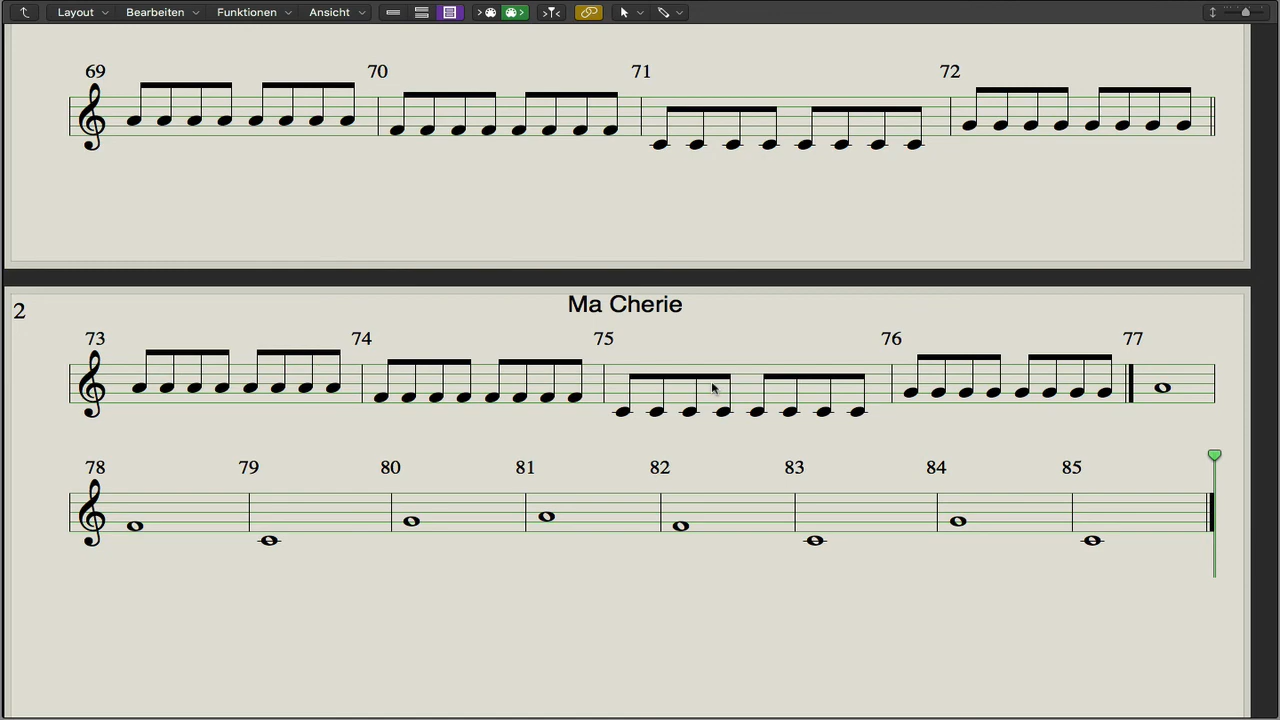 Layout Bearbeiten Funktionen Ansicht
69 70 71 72
2 Ma Cherie
73 74 75 76 77
78 79 80 81 82 83 84 85